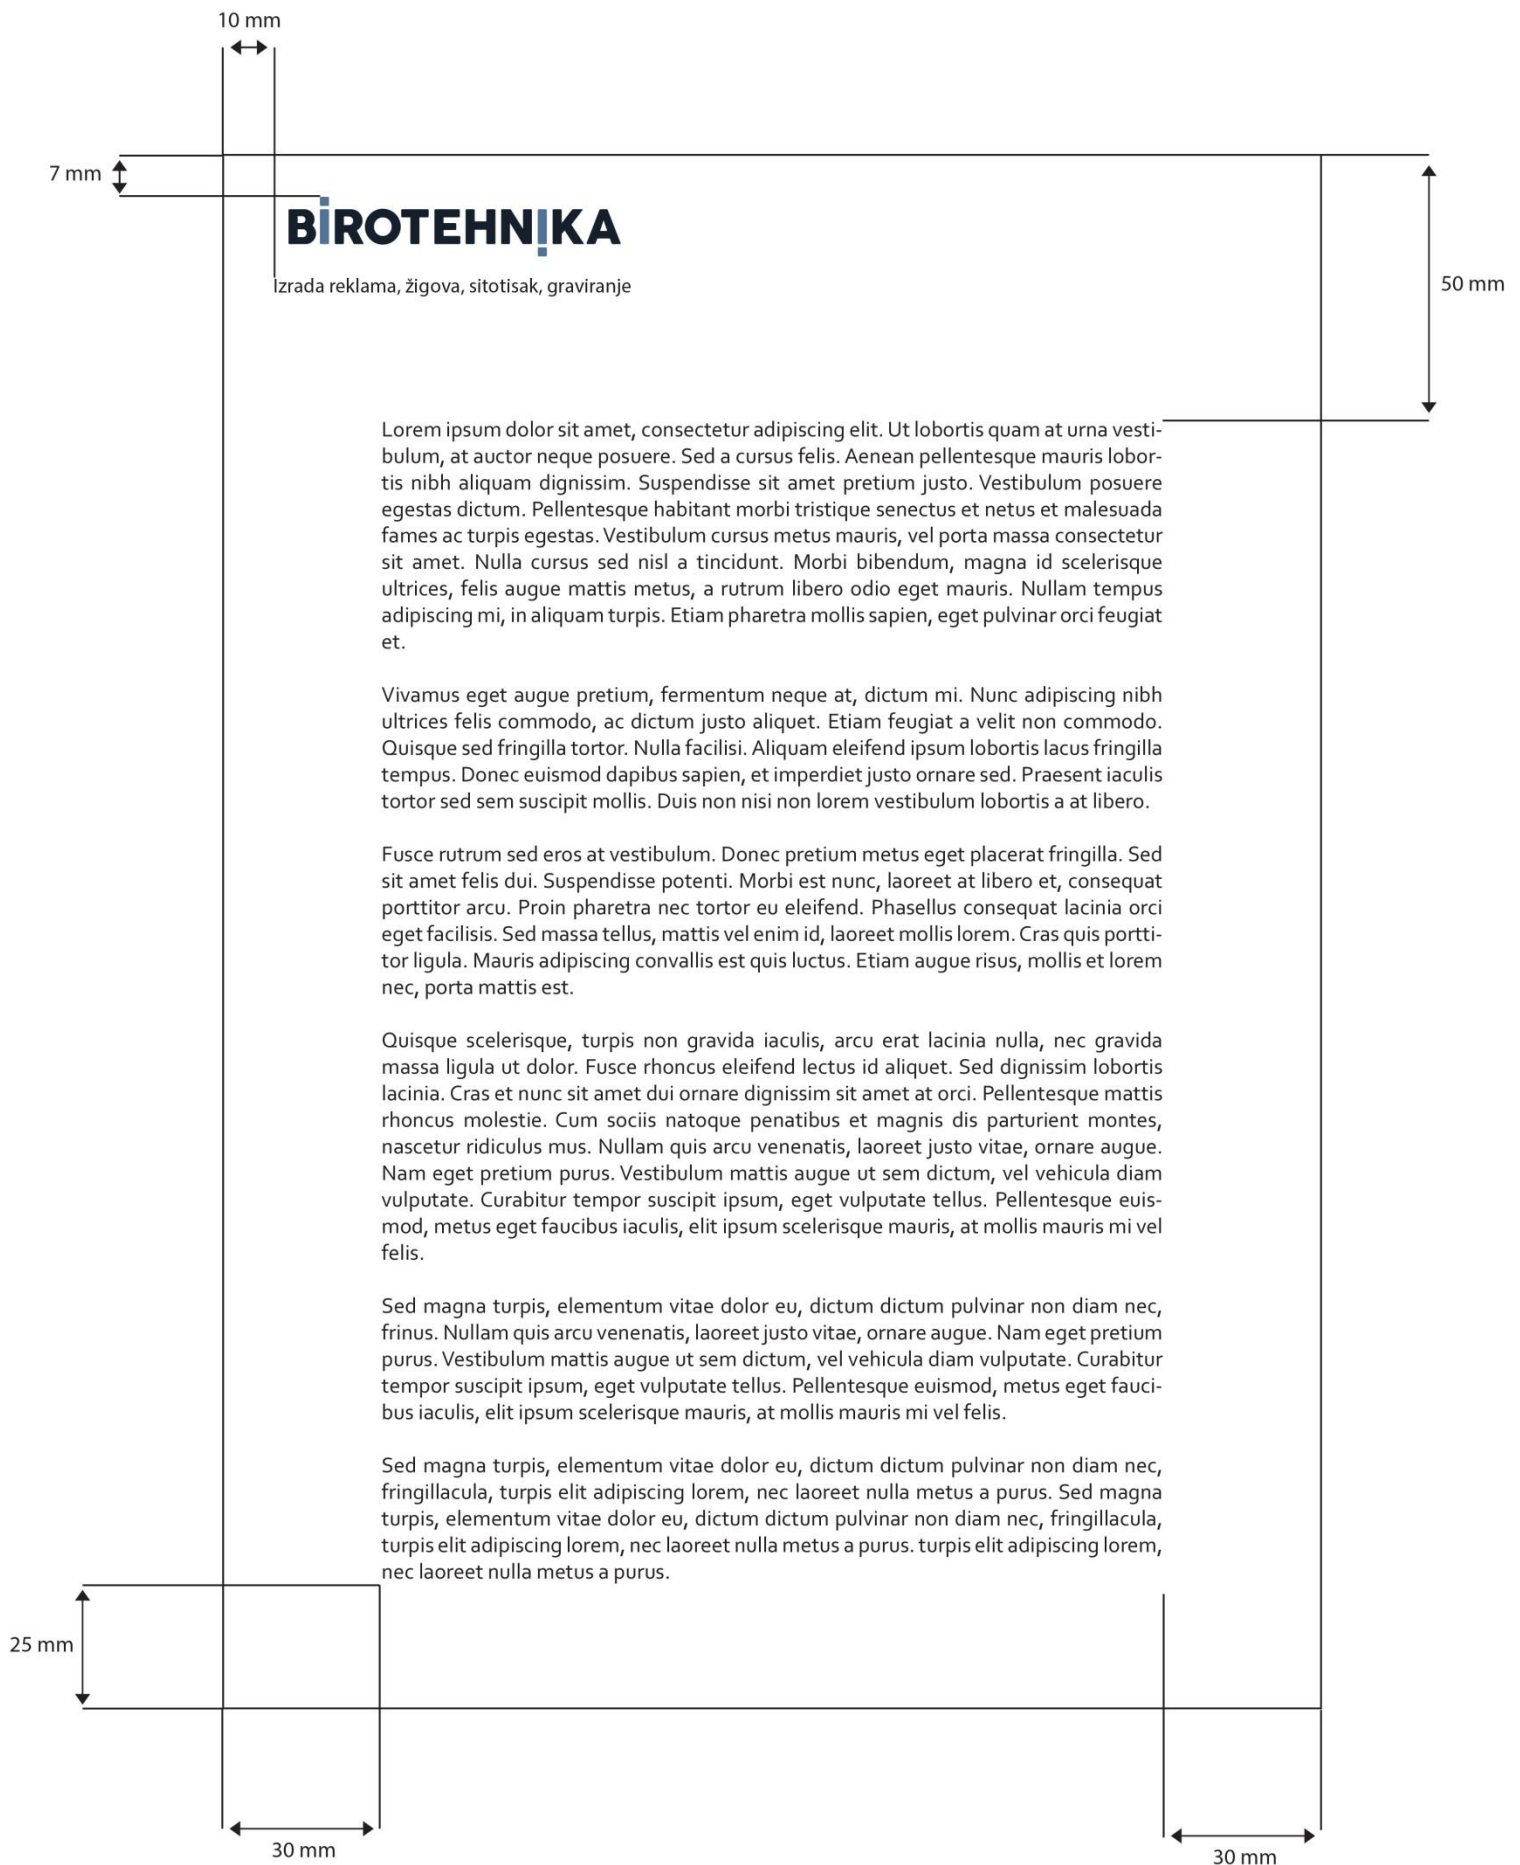 10 mm
7 mm
BIROTEHNIKA
50 mm
Izrada reklama, žigova, sitotisak, graviranje
Lorem ipsum dolor sit amet, consectetur adipiscing elit. Ut lobortis quam at urna vesti-
bulum, at auctor neque posuere. Sed a cursus felis. Aenean pellentesque mauris lobor-
tis nibh aliquam dignissim. Suspendisse sit amet pretium justo. Vestibulum posuere
egestas dictum. Pellentesque habitant morbi tristique senectus et netus et malesuada
fames ac turpis egestas. Vestibulum cursus metus mauris, vel porta massa consectetur
sit amet. Nulla cursus sed nisl a tincidunt. Morbi bibendum, magna id scelerisque
ultrices, felis augue mattis metus, a rutrum libero odio eget mauris. Nullam tempus
adipiscing mi, in aliquam turpis. Etiam pharetra mollis sapien, eget pulvinar orci feugiat
et.
Vivamus eget augue pretium, fermentum neque at, dictum mi. Nunc adipiscing nibh
ultrices felis commodo, ac dictum justo aliquet. Etiam feugiat a velit non commodo.
Quisque sed fringilla tortor. Nulla facilisi. Aliquam eleifend ipsum lobortis lacus fringilla
tempus. Donec euismod dapibus sapien, et imperdiet justo ornare sed. Praesent iaculis
tortor sed sem suscipit mollis. Duis non nisi non lorem vestibulum lobortis a at libero.
Fusce rutrum sed eros at vestibulum. Donec pretium metus eget placerat fringilla. Sed
sit amet felis dui. Suspendisse potenti. Morbi est nunc, laoreet at libero et, consequat
porttitor arcu. Proin pharetra nec tortor eu eleifend. Phasellus consequat lacinia orci
eget facilisis. Sed massa tellus, mattis vel enim id, laoreet mollis lorem. Cras quis portti-
tor ligula. Mauris adipiscing convallis est quis luctus. Etiam augue risus, mollis et lorem
nec, porta mattis est.
Quisque scelerisque, turpis non gravida iaculis, arcu erat lacinia nulla, nec gravida
massa ligula ut dolor. Fusce rhoncus eleifend lectus id aliquet. Sed dignissim lobortis
lacinia. Cras et nunc sit amet dui ornare dignissim sit amet at orci. Pellentesque mattis
rhoncus molestie. Cum sociis natoque penatibus et magnis dis parturient montes,
nascetur ridiculus mus. Nullam quis arcu venenatis, laoreet justo vitae, ornare augue.
Nam eget pretium purus. Vestibulum mattis augue ut sem dictum, vel vehicula diam
vulputate. Curabitur tempor suscipit ipsum, eget vulputate tellus. Pellentesque euis-
mod, metus eget faucibus iaculis, elit ipsum scelerisque mauris, at mollis mauris mi vel
felis.
Sed magna turpis, elementum vitae dolor eu, dictum dictum pulvinar non diam nec,
frinus. Nullam quis arcu venenatis, laoreet justo vitae, ornare augue. Nam eget pretium
purus. Vestibulum mattis augue ut sem dictum, vel vehicula diam vulputate. Curabitur
tempor suscipit ipsum, eget vulputate tellus. Pellentesque euismod, metus eget fauci-
bus iaculis, elit ipsum scelerisque mauris, at mollis mauris mi vel felis.
Sed magna turpis, elementum vitae dolor eu, dictum dictum pulvinar non diam nec,
fringillacula, turpis elit adipiscing lorem, nec laoreet nulla metus a purus. Sed magna
turpis, elementum vitae dolor eu, dictum dictum pulvinar non diam nec, fringillacula,
turpis elit adipiscing lorem, nec laoreet nulla metus a purus. turpis elit adipiscing lorem,
nec laoreet nulla metus a purus.
25 mm
30 mm
30 mm